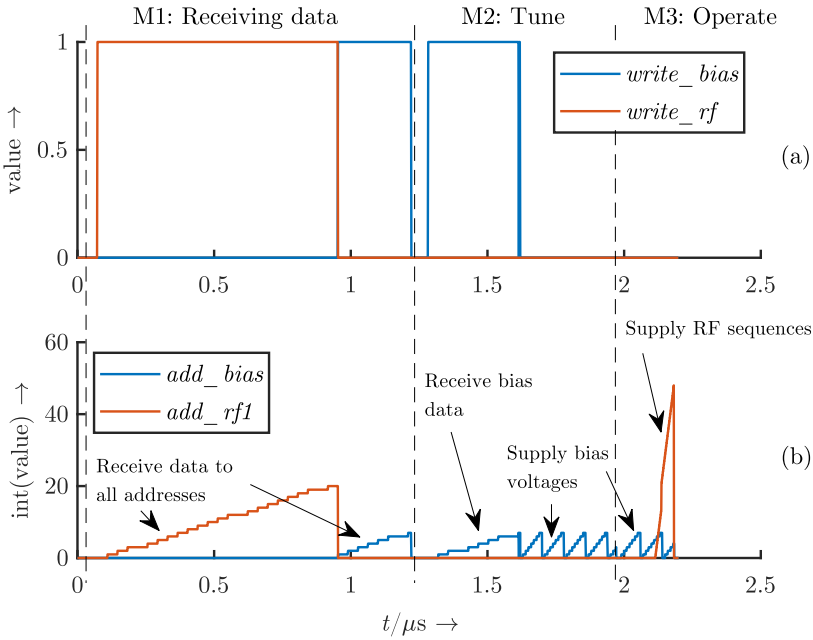 M1: Receiving data M2: Tune M3: Operate
1
0.5
0
value →
write_ bias
write_ rf
(a)
0 0.5 1 1.5 2 2.5
60
40
20
0
int(value) →
add_ bias
add_ rf1
Supply RF sequences
Receive bias
data
Receive data to
all addresses
Supply bias
voltages
(b)
0 0.5 1 1.5 2 2.5
t/µs →